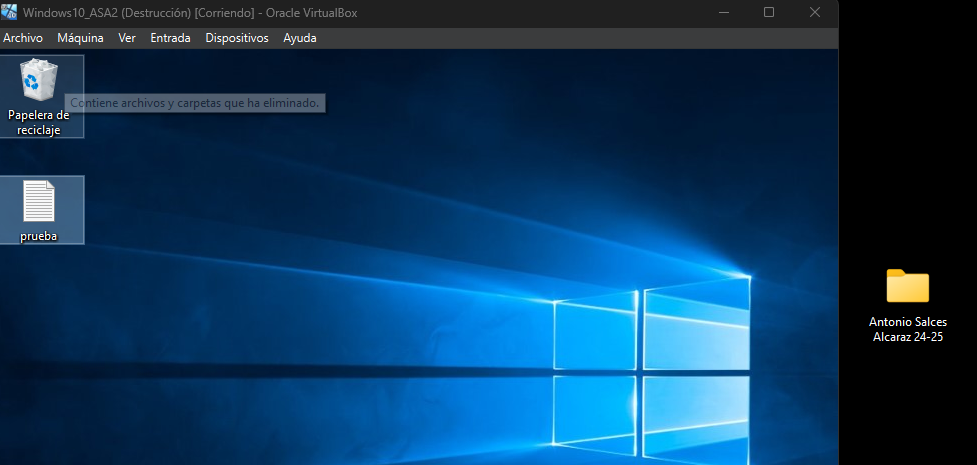 Windows10_ASA2 (Destrucción) [Corriendo] - Oracle VirtualBox
Archivo Máquina Ver Entrada Dispositivos Ayuda
Papelera de
reciclaje
Contiene archivos y carpetas que ha eliminado.
prueba
Antonio Salces
Alcaraz 24-25